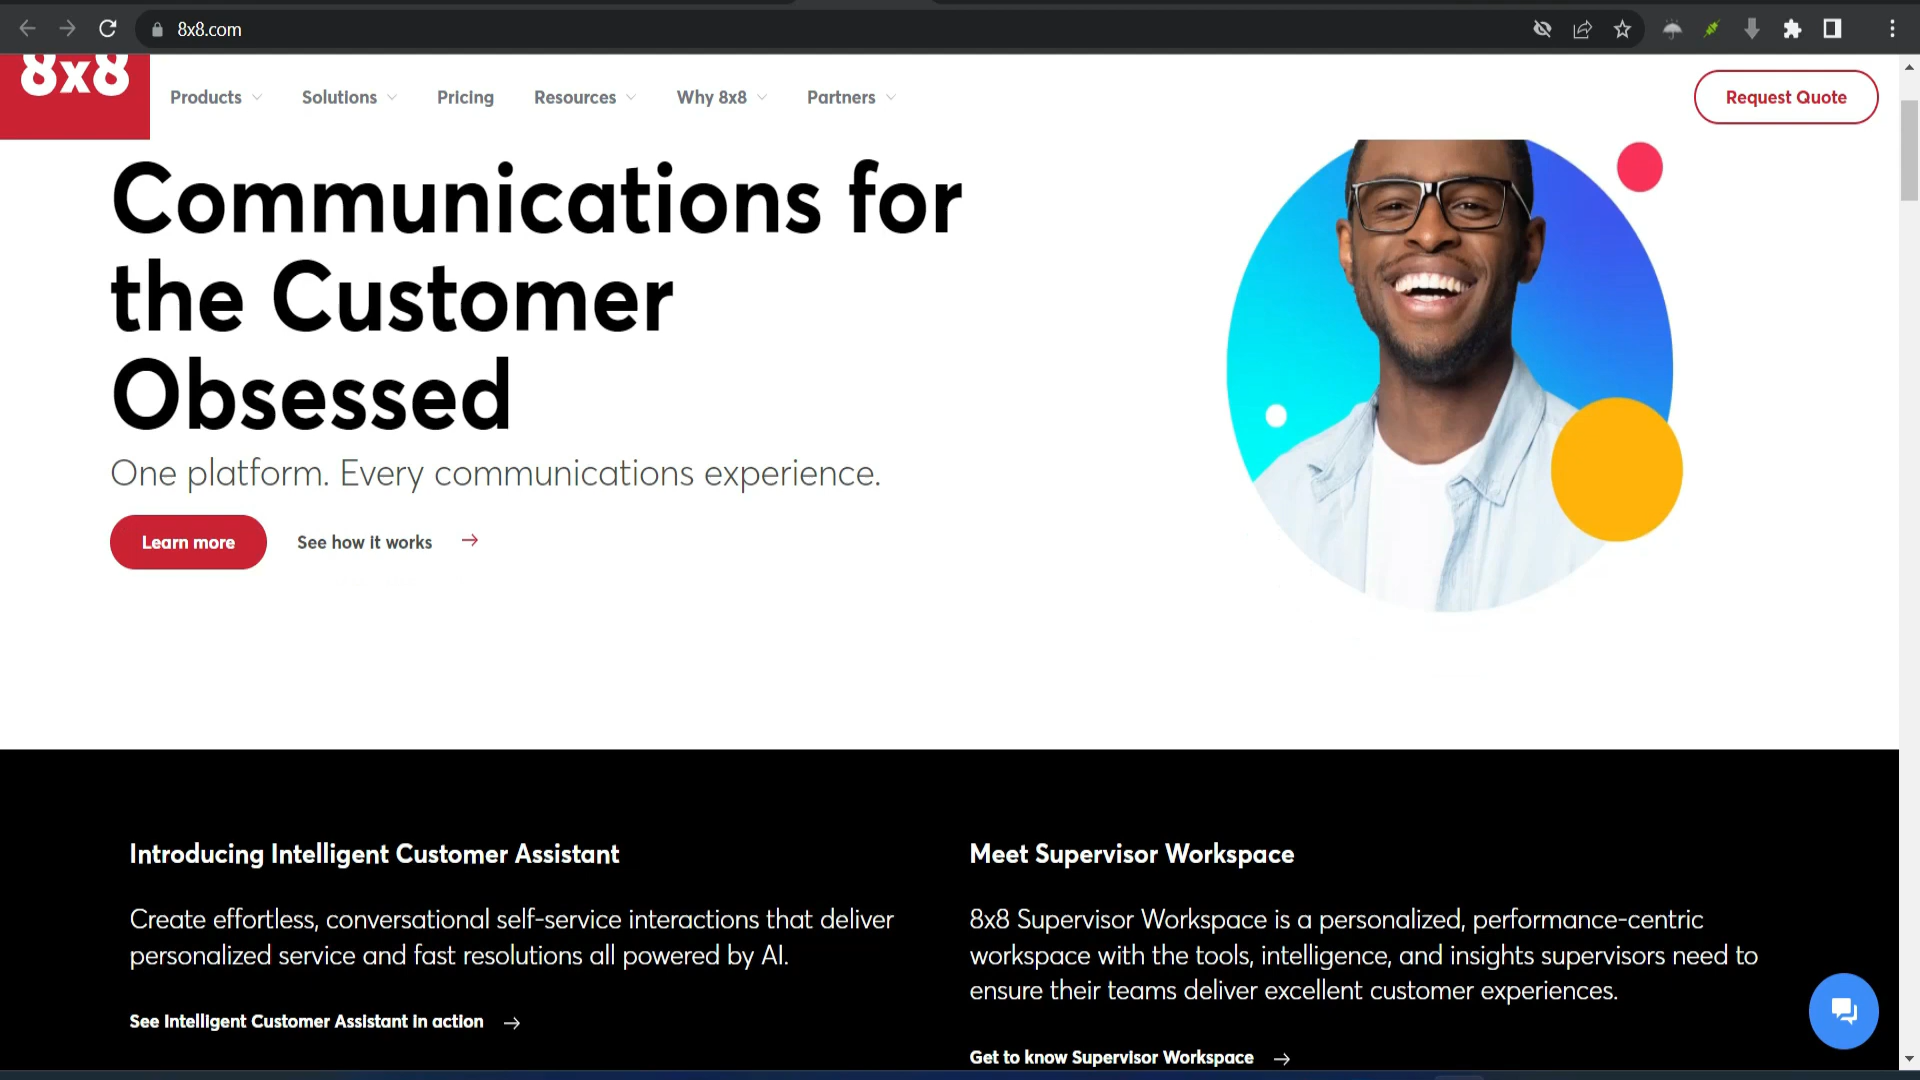 8x8.com
8x8
Products
Solutions
Pricing
Resources
Why 8x8
Partners
Request Quote
Communications for
the Customer
Obsessed
One platform. Every communications experience.
Learn more
See how it works
Introducing Intelligent Customer Assistant
Create effortless, conversational self-service interactions that deliver
personalized service and fast resolutions all powered by AI.
See Intelligent Customer Assistant in action
Meet Supervisor Workspace
8x8 Supervisor Workspace is a personalized, performance-centric
workspace with the tools, intelligence, and insights supervisors need to
ensure their teams deliver excellent customer experiences.
Get to know Supervisor Workspace